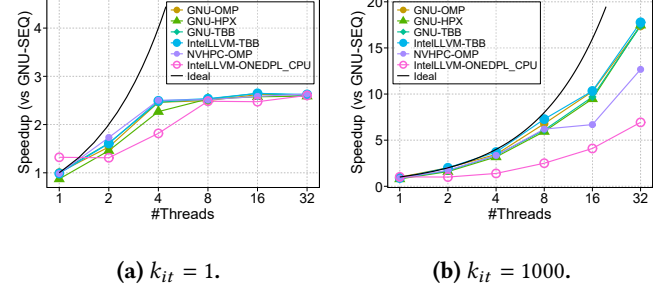 GNU-OMP
GNU-HPX
GNU-TBB
IntelLLVM-TBB
NVHPC-OMP
IntelLLVM-ONEDPL_CPU
Ideal
Speedup (vs GNU-SEQ)
4
3
2
1
1 2 4 8 16 32
#Threads
(a) k_it = 1.
GNU-OMP
GNU-HPX
GNU-TBB
IntelLLVM-TBB
NVHPC-OMP
IntelLLVM-ONEDPL_CPU
Ideal
Speedup (vs GNU-SEQ)
20
15
10
5
0
1 2 4 8 16 32
#Threads
(b) k_it = 1000.